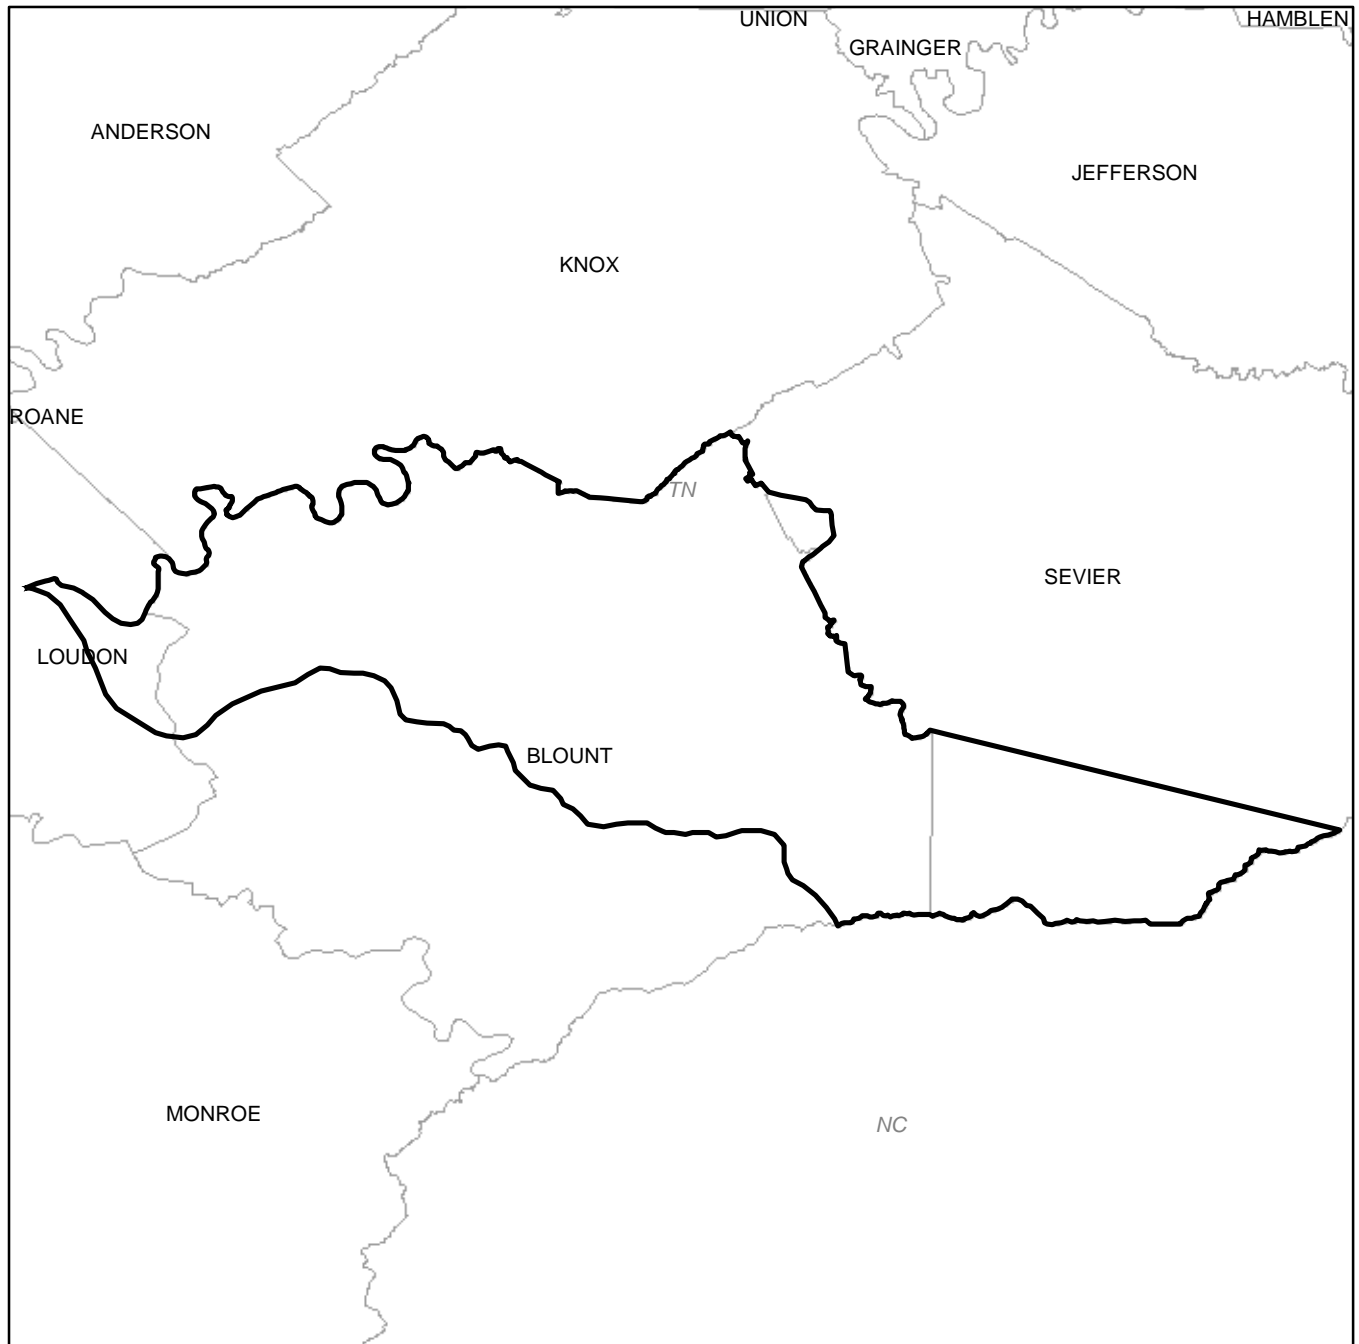 UNION
HAMBLEN
GRAINGER
ANDERSON
JEFFERSON
KNOX
ROANE
TN
SEVIER
LOUDON
BLOUNT
MONROE
NC